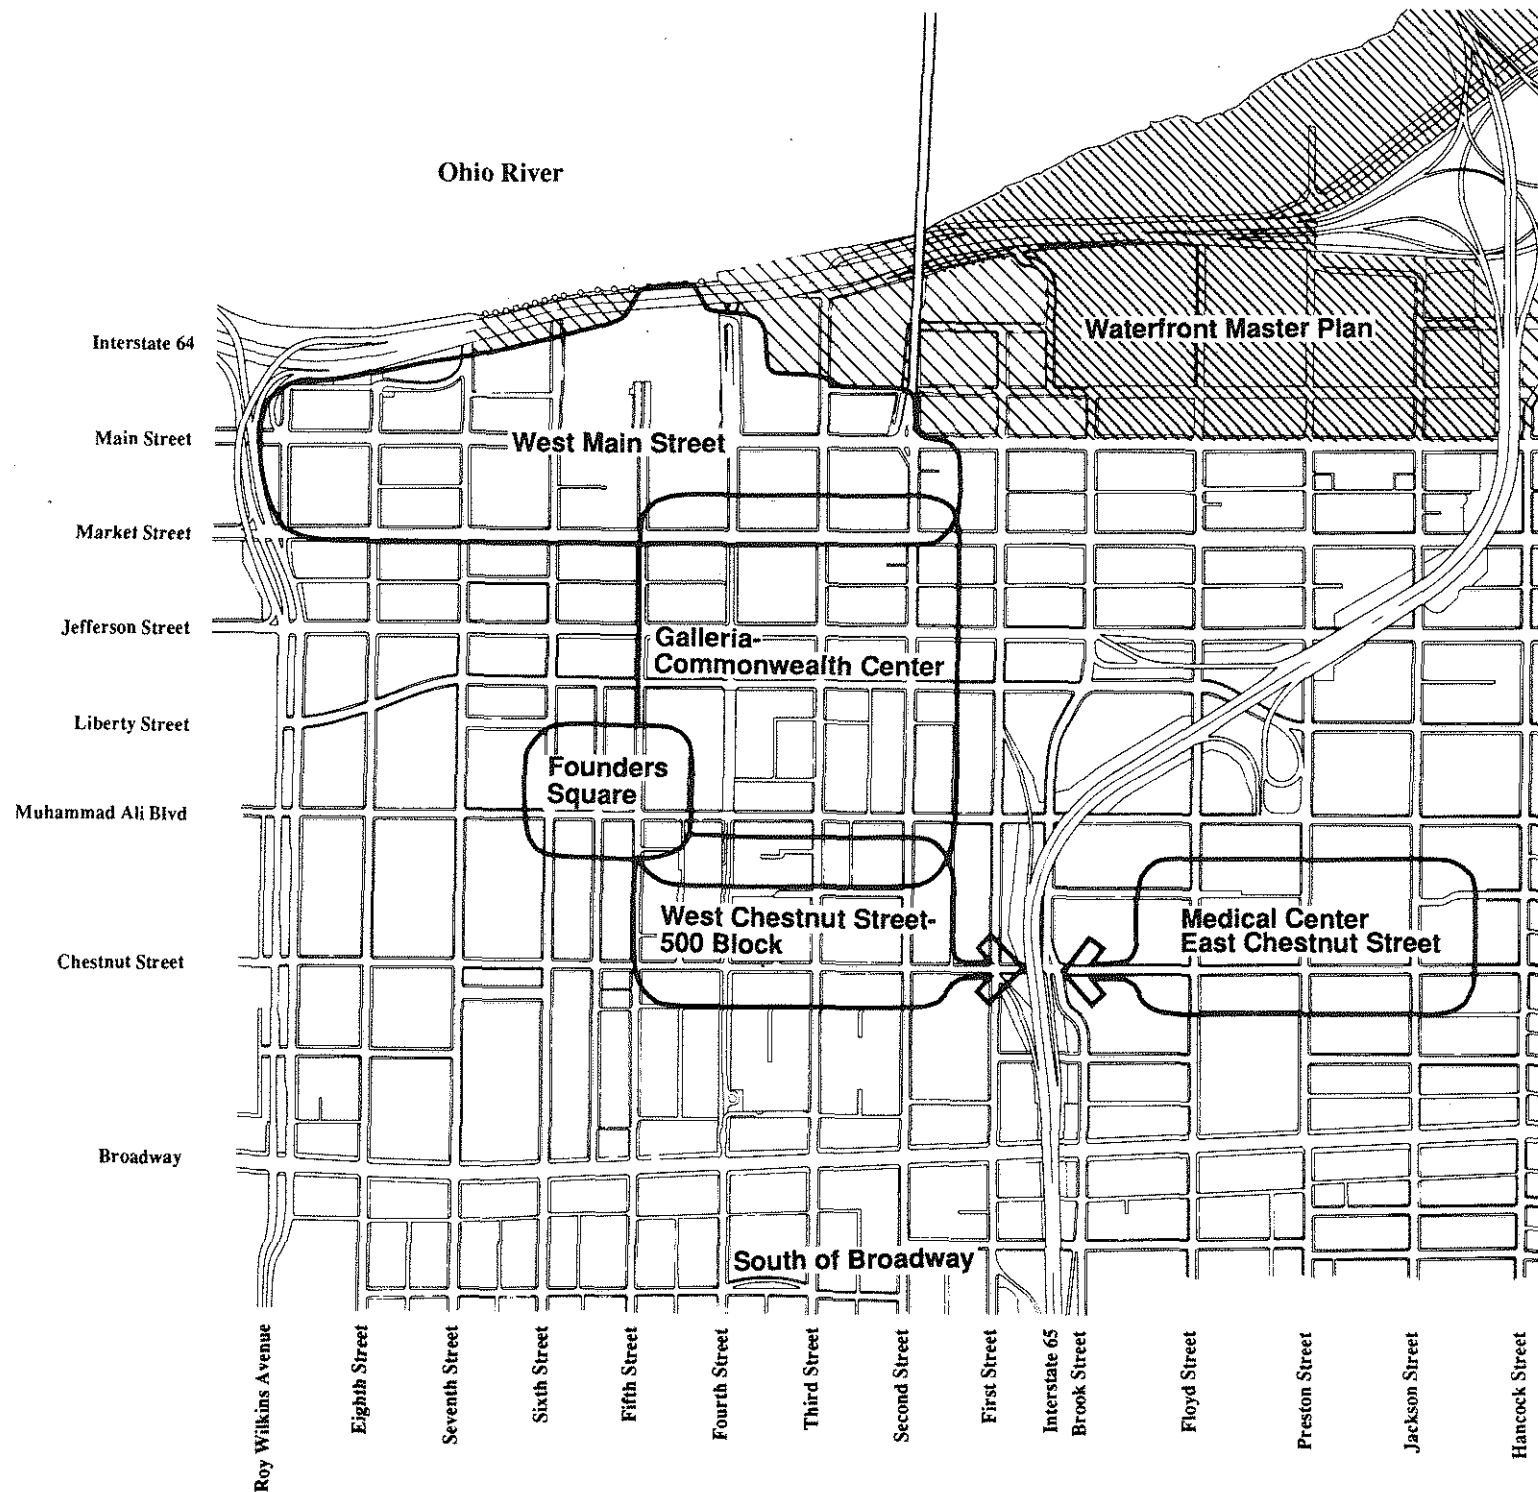 Ohio River
Waterfront Master Plan
Interstate 64
Main Street
West Main Street
Market Street
Jefferson Street
Galleria-
Commonwealth Center
Liberty Street
Founders
Square
Muhammad Ali Blvd
West Chestnut Street-
500 Block
Medical Center
East Chestnut Street
Chestnut Street
Broadway
South of Broadway
Roy Wilkins Avenue
Eighth Street
Seventh Street
Sixth Street
Fifth Street
Fourth Street
Third Street
Second Street
First Street
Interstate 65
Brook Street
Floyd Street
Preston Street
Jackson Street
Hancock Street